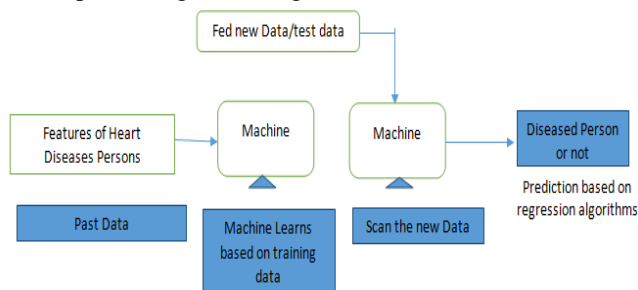 Fed new Data/test data
Features of Heart
Diseases Persons
Machine
Machine
Diseased Person
or not
Prediction based on
regression algorithms
Past Data
Machine Learns
based on training
data
Scan the new Data